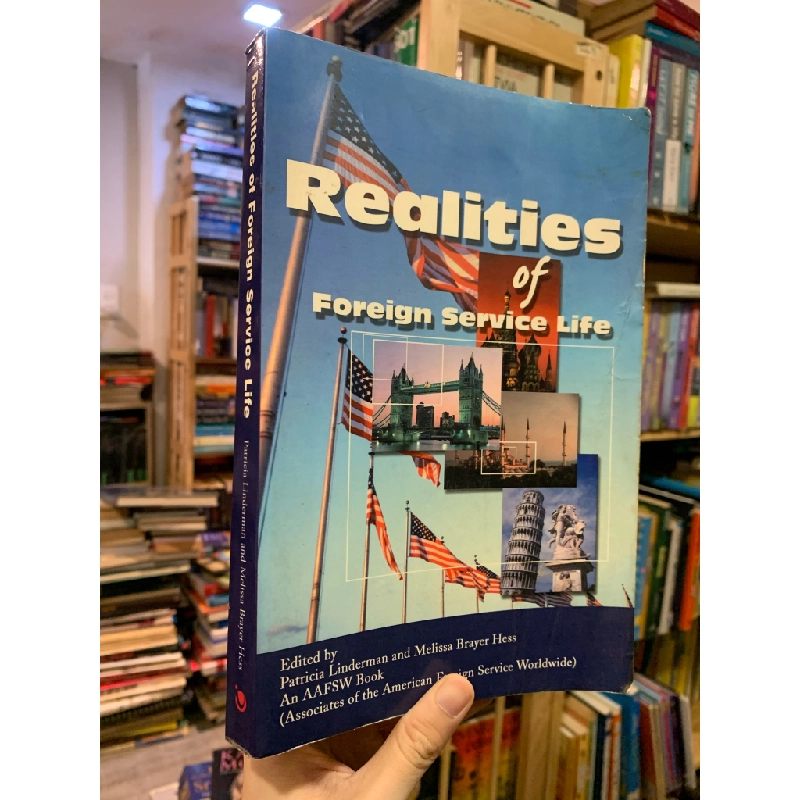 Realities of Foreign Service Life
Patricia Linderman and Melissa Brayer Hess
Realities
of
Foreign Service Life
Edited by
Patricia Linderman and Melissa Brayer Hess
An AAFSW Book
(Associates of the American Foreign Service Worldwide)